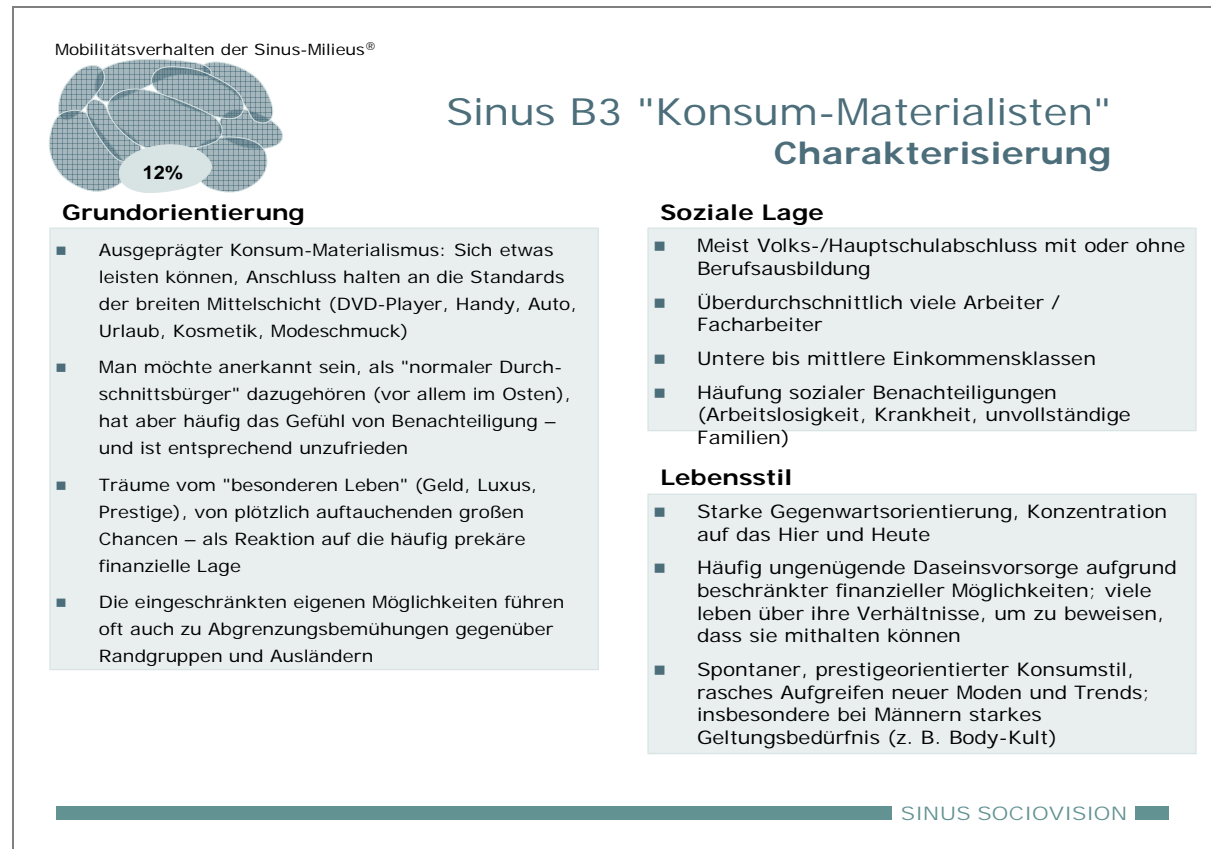 Mobilitätsverhalten der Sinus-Milieus®
12%
Sinus B3 "Konsum-Materialisten"
Charakterisierung
Grundorientierung
■ Ausgeprägter Konsum-Materialismus: Sich etwas
leisten können, Anschluss halten an die Standards
der breiten Mittelschicht (DVD-Player, Handy, Auto,
Urlaub, Kosmetik, Modeschmuck)
■ Man möchte anerkannt sein, als "normaler Durch-
schnittsbürger" dazugehören (vor allem im Osten),
hat aber häufig das Gefühl von Benachteiligung –
und ist entsprechend unzufrieden
■ Träume vom "besonderen Leben" (Geld, Luxus,
Prestige), von plötzlich auftauchenden großen
Chancen – als Reaktion auf die häufig prekäre
finanzielle Lage
■ Die eingeschränkten eigenen Möglichkeiten führen
oft auch zu Abgrenzungsbemühungen gegenüber
Randgruppen und Ausländern
Soziale Lage
■ Meist Volks-/Hauptschulabschluss mit oder ohne
Berufsausbildung
■ Überdurchschnittlich viele Arbeiter /
Facharbeiter
■ Untere bis mittlere Einkommensklassen
■ Häufung sozialer Benachteiligungen
(Arbeitslosigkeit, Krankheit, unvollständige
Familien)
Lebensstil
■ Starke Gegenwartsorientierung, Konzentration
auf das Hier und Heute
■ Häufig ungenügende Daseinsvorsorge aufgrund
beschränkter finanzieller Möglichkeiten; viele
leben über ihre Verhältnisse, um zu beweisen,
dass sie mithalten können
■ Spontaner, prestigeorientierter Konsumstil,
rasches Aufgreifen neuer Moden und Trends;
insbesondere bei Männern starkes
Geltungsbedürfnis (z. B. Body-Kult)
SINUS SOCIOVISION